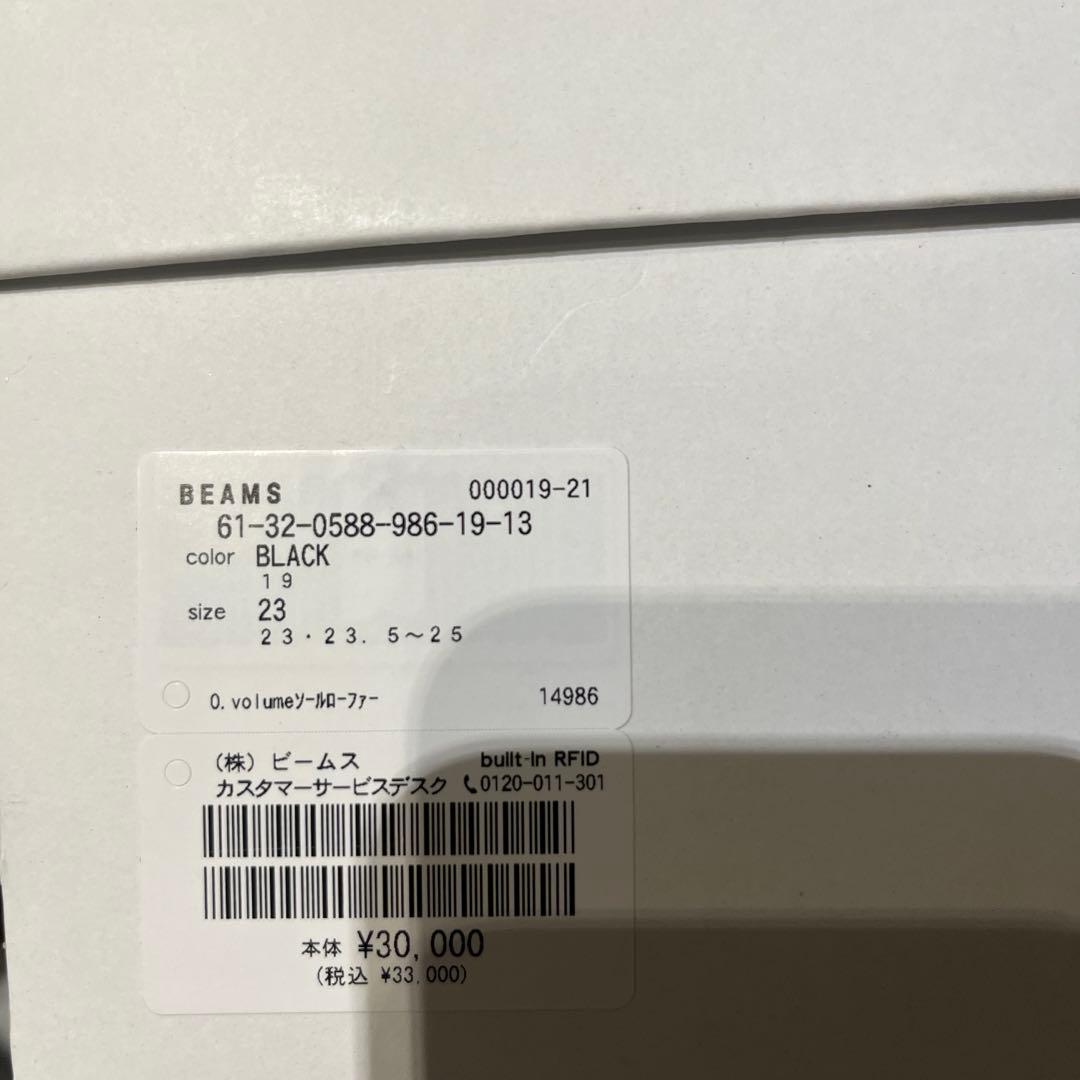 BEAMS 000019-21
61-32-0588-986-19-13
color BLACK
19
size 23
23・23. 5〜25
O. volumeソールローファー 14986
(株) ビームス built-in RFID
カスタマーサービスデスク 0120-011-301
本体 ¥30,000
(税込 ¥33,000)